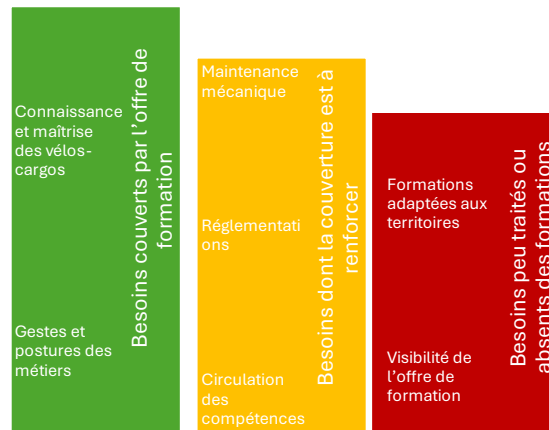 Connaissance
et maîtrise
des vélos-
cargos
Gestes et
postures des
métiers
Besoins couverts par l’offre de
formation
Maintenance
mécanique
Réglementati
ons
Circulation
des
compétences
Besoins dont la couverture est à
renforcer
Formations
adaptées aux
territoires
Visibilité de
l’offre de
formation
Besoins peu traités ou
absents des formations